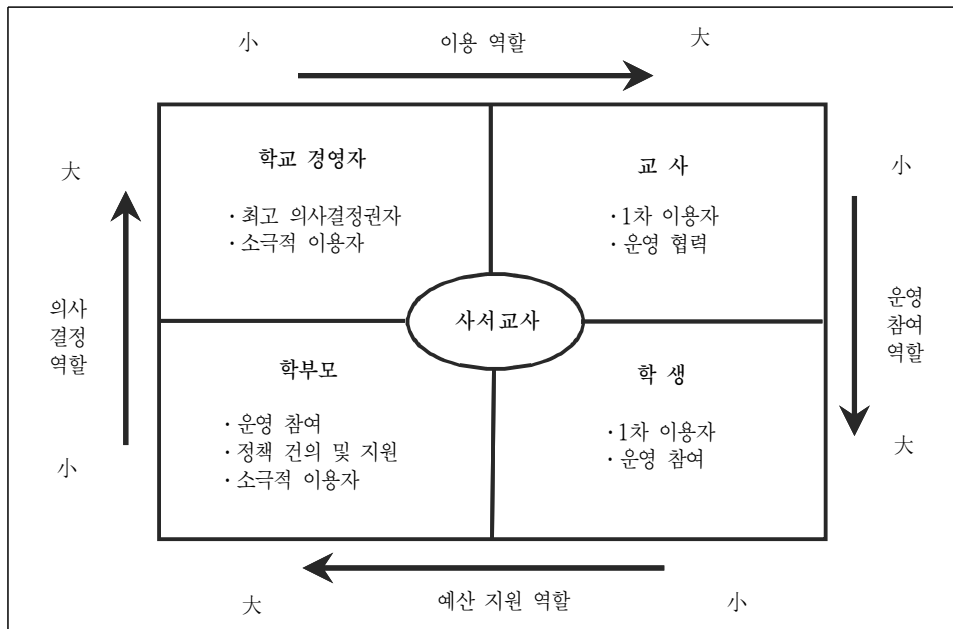 小 이용 역할 大
학교 경영자
· 최고 의사결정권자
· 소극적 이용자
교 사
· 1차 이용자
· 운영 협력
大
의사
결정
역할
小
小
운영
참여
역할
大
사서교사
학부모
· 운영 참여
· 정책 건의 및 지원
· 소극적 이용자
학 생
· 1차 이용자
· 운영 참여
大 예산 지원 역할 小